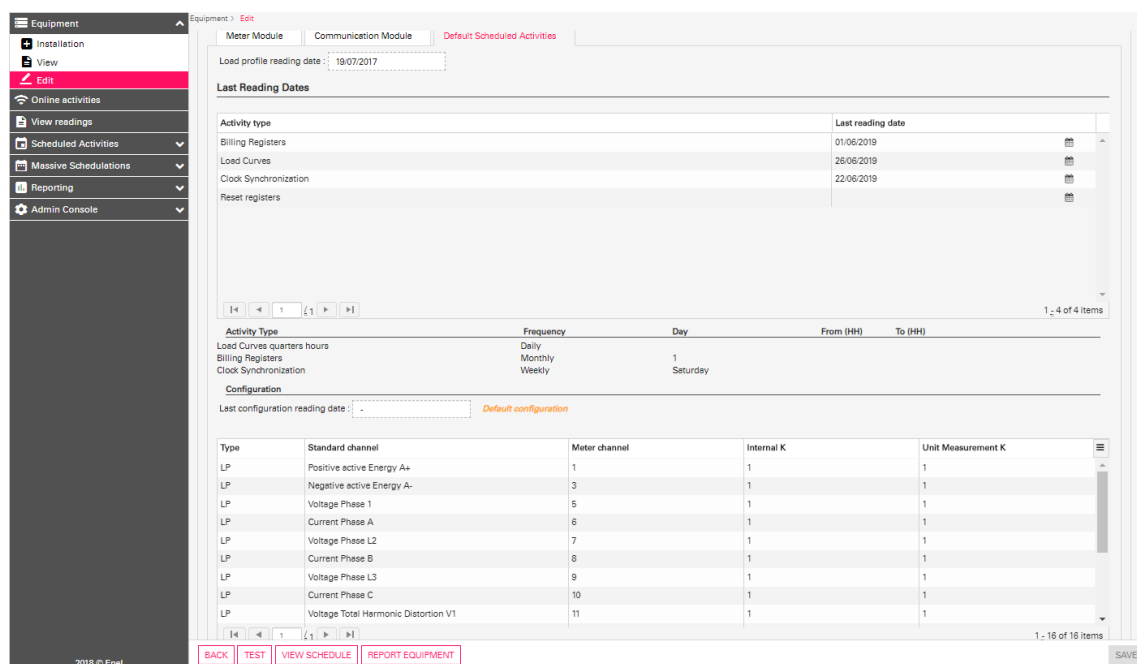 Equipment
Installation
View
Edit
Online activities
View readings
Scheduled Activities
Massive Schedulations
Reporting
Admin Console
2018 © Enel
Equipment > Edit
Meter Module Communication Module Default Scheduled Activities
Load profile reading date : 19/07/2017
Last Reading Dates
Activity type Last reading date
Billing Registers 01/06/2019
Load Curves 26/06/2019
Clock Synchronization 22/06/2019
Reset registers
1 / 1 1 - 4 of 4 items
Activity Type Frequency Day From (HH) To (HH)
Load Curves quarters hours Daily
Billing Registers Monthly 1
Clock Synchronization Weekly Saturday
Configuration
Last configuration reading date : - Default configuration
Type Standard channel Meter channel Internal K Unit Measurement K
LP Positive active Energy A+ 1 1 1
LP Negative active Energy A- 3 1 1
LP Voltage Phase 1 5 1 1
LP Current Phase A 6 1 1
LP Voltage Phase L2 7 1 1
LP Current Phase B 8 1 1
LP Voltage Phase L3 9 1 1
LP Current Phase C 10 1 1
LP Voltage Total Harmonic Distortion V1 11 1 1
1 / 1 1 - 16 of 16 items
BACK TEST VIEW SCHEDULE REPORT EQUIPMENT SAVE